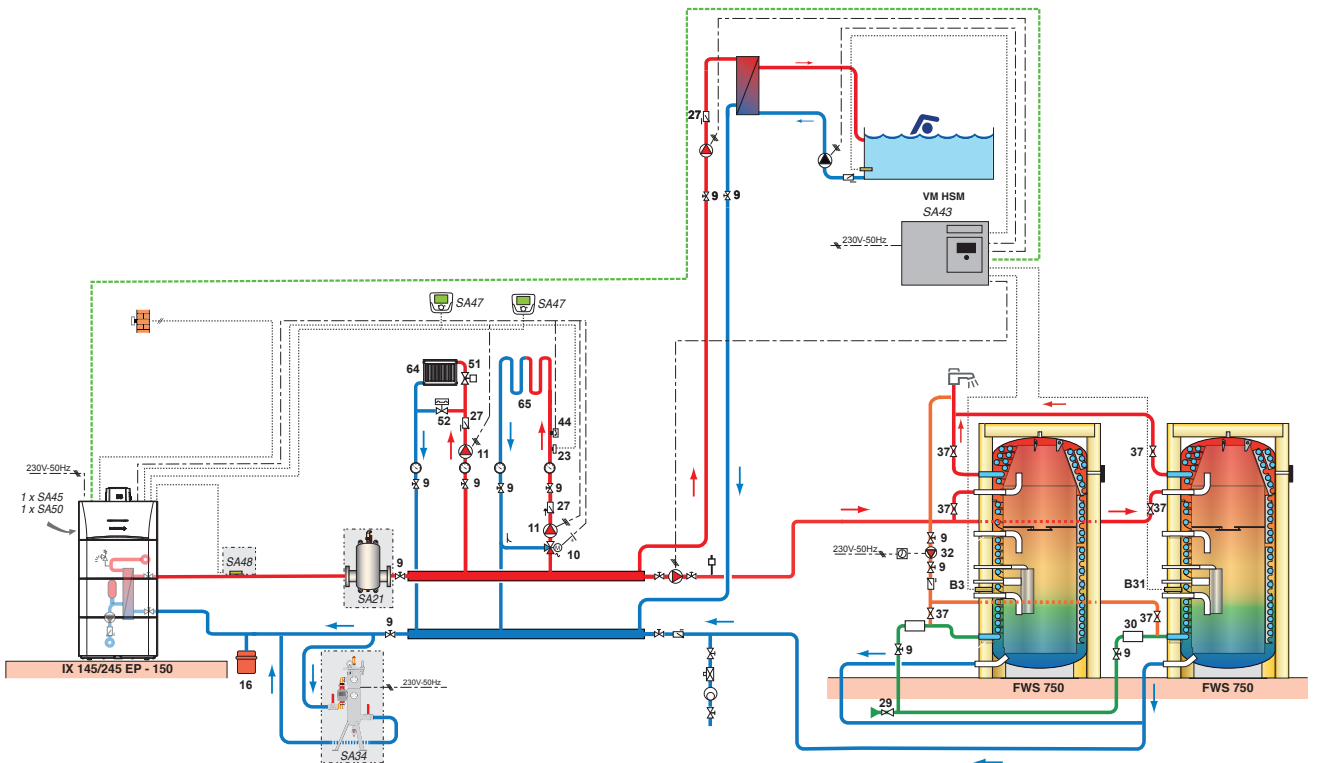 27
9
9
VM HSM
SA43
230V-50Hz
SA47
SA47
64
51
65
52
27
44
23
11
9
9
9
9
27
11
10
230V-50Hz
1 x SA45
1 x SA50
SA48
SA21
9
9
IX 145/245 EP - 150
16
230V-50Hz
SA34
37
37
37
37
9
230V-50Hz
32
9
B3
B31
37
37
30
9
9
29
FWS 750
FWS 750